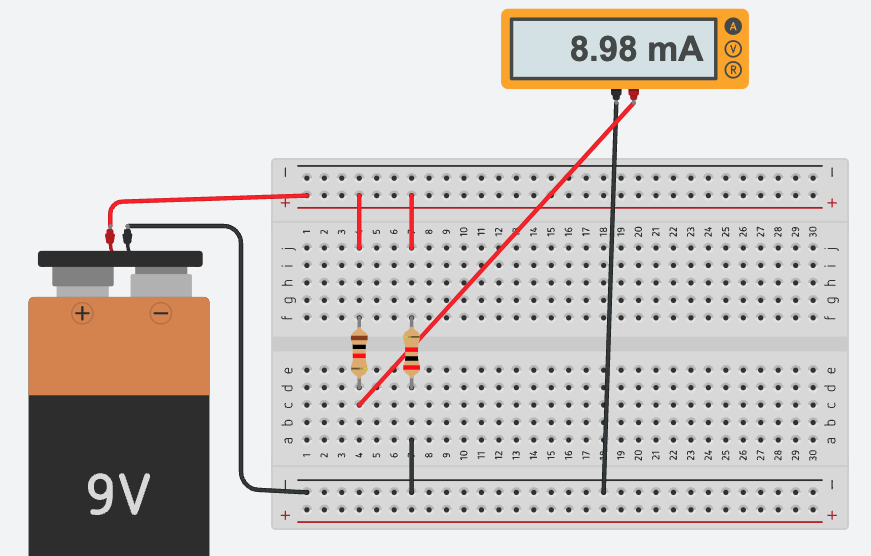 8.98 mA
A
V
R
− −
+ +
1 2 3 4 5 6 7 8 9 10 11 12 13 14 15 16 17 18 19 20 21 22 23 24 25 26 27 28 29 30
j j
i i
h h
g g
f f
+ −
e e
d d
c c
b b
a a
1 2 3 4 5 6 7 8 9 10 11 12 13 14 15 16 17 18 19 20 21 22 23 24 25 26 27 28 29 30
− −
+ +
9V